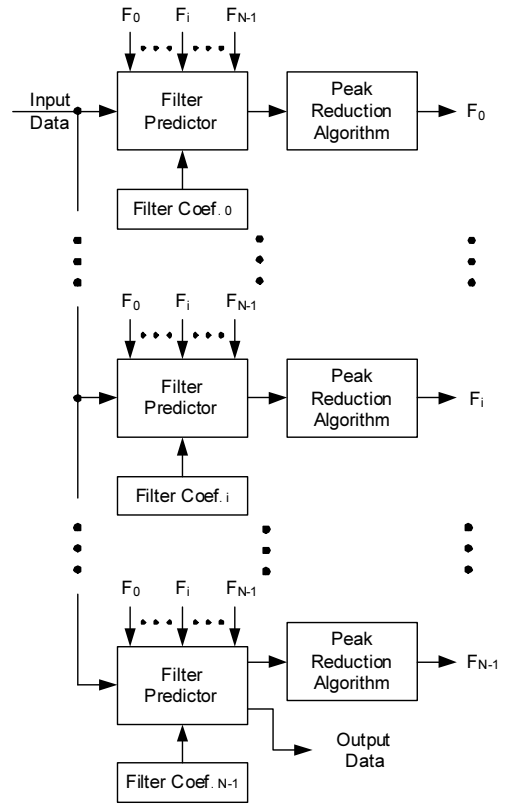 F0 Fi FN-1
Input
Data
Filter
Predictor
Peak
Reduction
Algorithm
F0
Filter Coef. 0
F0 Fi FN-1
Filter
Predictor
Peak
Reduction
Algorithm
Fi
Filter Coef. i
F0 Fi FN-1
Filter
Predictor
Peak
Reduction
Algorithm
FN-1
Output
Data
Filter Coef. N-1